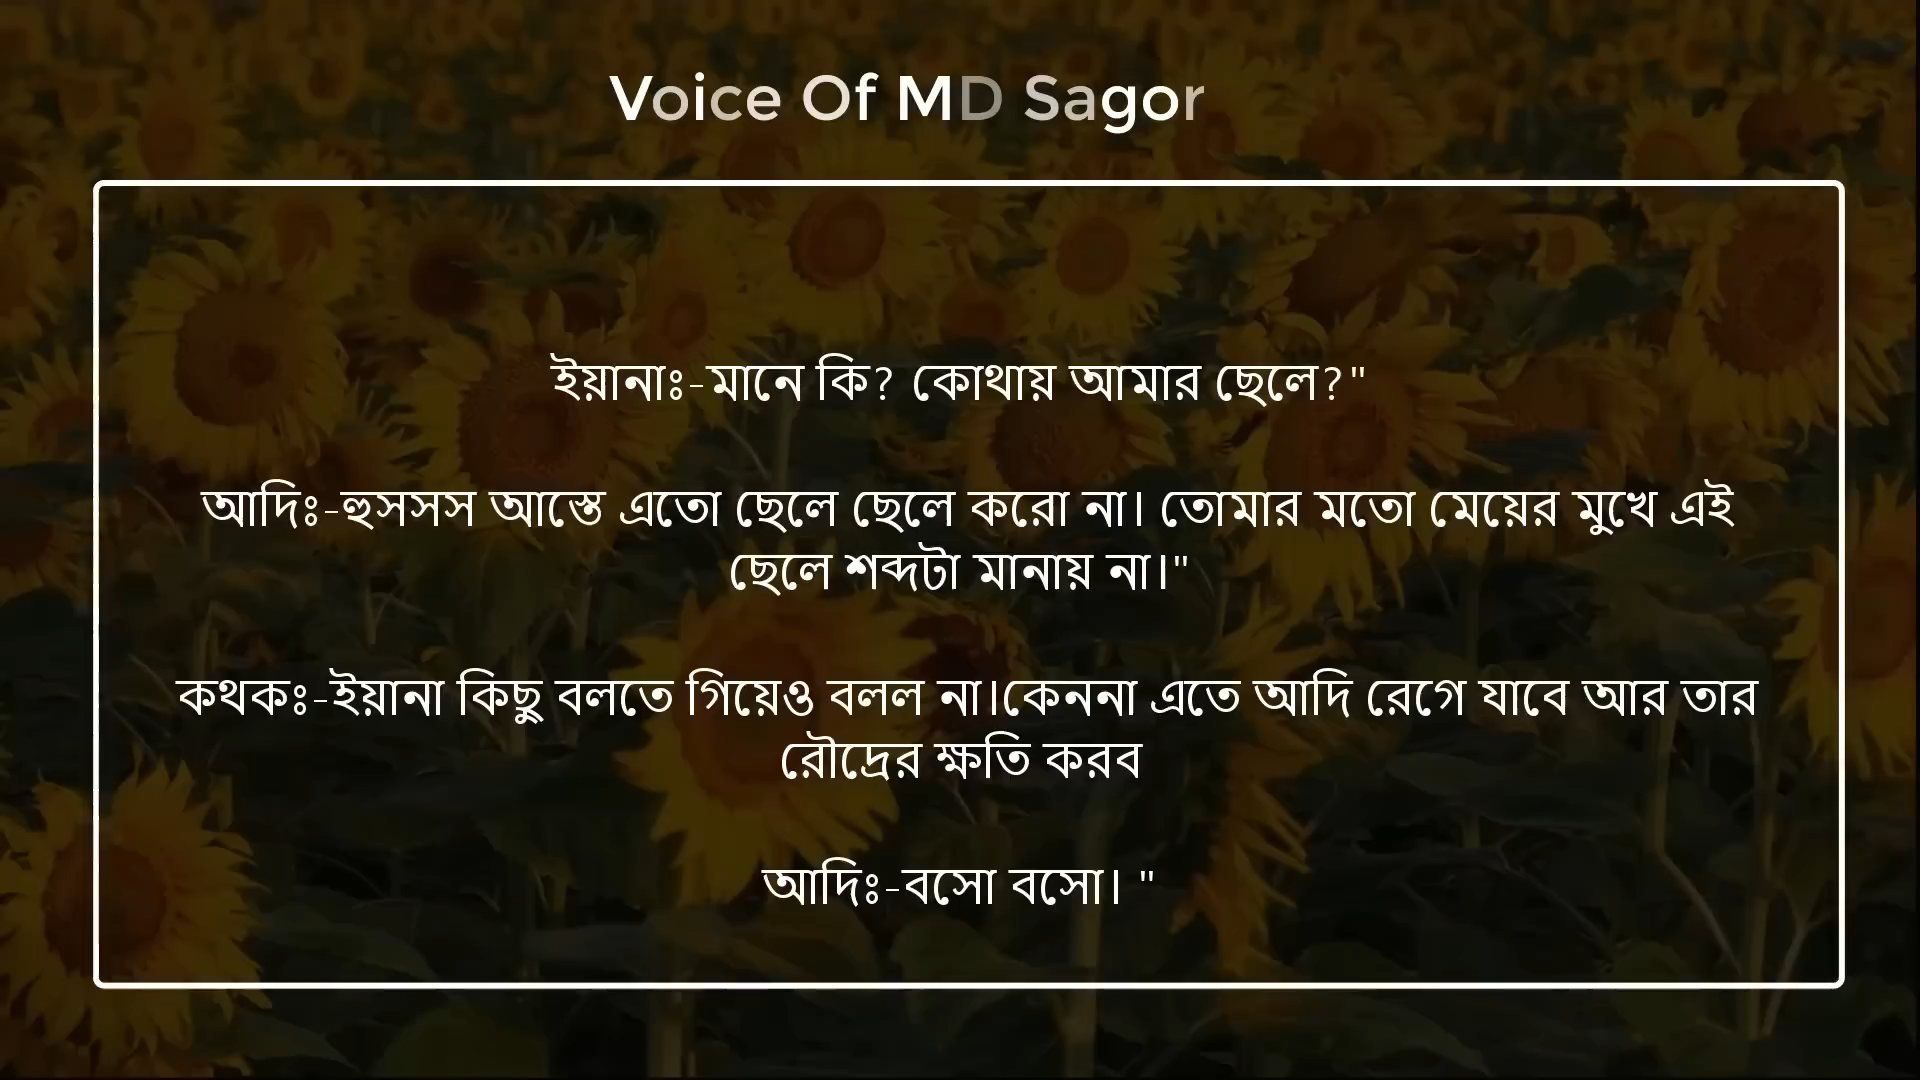 Voice Of MD Sagor
ইয়ানাঃ-মানে কি? কোথায় আমার ছেলে?"
আদিঃ-হুসসস আস্তে এতো ছেলে ছেলে করো না। তোমার মতো মেয়ের মুখে এই
ছেলে শব্দটা মানায় না।"
কথকঃ-ইয়ানা কিছু বলতে গিয়েও বলল না।কেননা এতে আদি রেগে যাবে আর তার
রৌদ্রের ক্ষতি করব
আদিঃ-বসো বসো। "